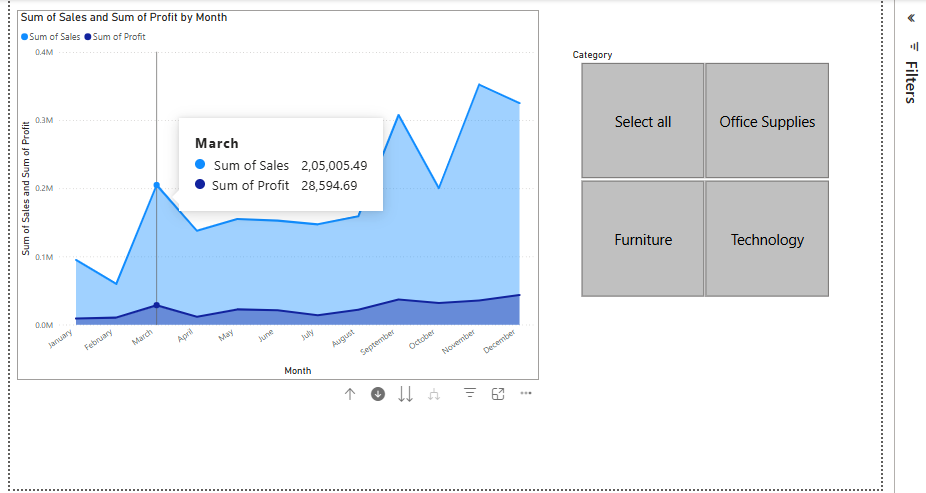 Sum of Sales and Sum of Profit by Month
Sum of Sales Sum of Profit
0.4M
0.3M
0.2M
0.1M
0.0M
Sum of Sales and Sum of Profit
March
Sum of Sales 2,05,005.49
Sum of Profit 28,594.69
January
February
March
April
May
June
July
August
September
October
November
December
Month
Category
Select all
Office Supplies
Furniture
Technology
Filters